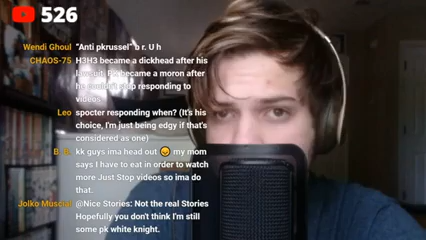 526
Wendi Ghoul "Anti pkrussel" b r. U h
CHAOS-75 H3H3 became a dickhead after his
became a moron after
he responding to
videos.
Leo spocter responding when? (It's his
choice, I'm just being edgy if that's
considered as one)
kk guys ima head out 😔 my mom
says I have to eat in order to watch
more Just Stop videos so ima do
that.
Jolko Muscial @Nice Stories: Not the real Stories
Hopefully you don't think I'm still
some pk white knight.